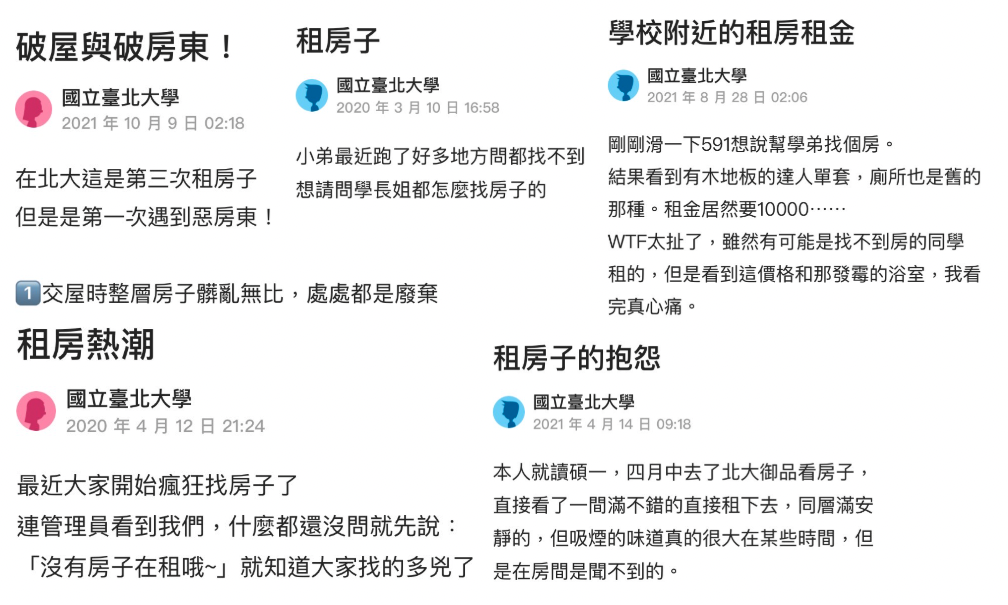 破屋與破房東！
國立臺北大學
2021 年 10 月 9 日 02:18
在北大這是第三次租房子
但是是第一次遇到惡房東！
1️⃣交屋時整層房子髒亂無比，處處都是廢棄
租房子
國立臺北大學
2020 年 3 月 10 日 16:58
小弟最近跑了好多地方問都找不到
想請問學長姐都怎麼找房子的
學校附近的租房租金
國立臺北大學
2021 年 8 月 28 日 02:06
剛剛滑一下591想說幫學弟找個房。
結果看到有木地板的達人單套，廁所也是舊的
那種。租金居然要10000⋯⋯
WTF太扯了，雖然有可能是找不到房的同學
租的，但是看到這價格和那發霉的浴室，我看
完真心痛。
租房熱潮
國立臺北大學
2020 年 4 月 12 日 21:24
最近大家開始瘋狂找房子了
連管理員看到我們，什麼都還沒問就先說：
「沒有房子在租哦~」就知道大家找的多兇了
租房子的抱怨
國立臺北大學
2021 年 4 月 14 日 09:18
本人就讀碩一，四月中去了北大御品看房子，
直接看了一間滿不錯的直接租下去，同層滿安
靜的，但吸煙的味道真的很大在某些時間，但
是在房間是聞不到的。